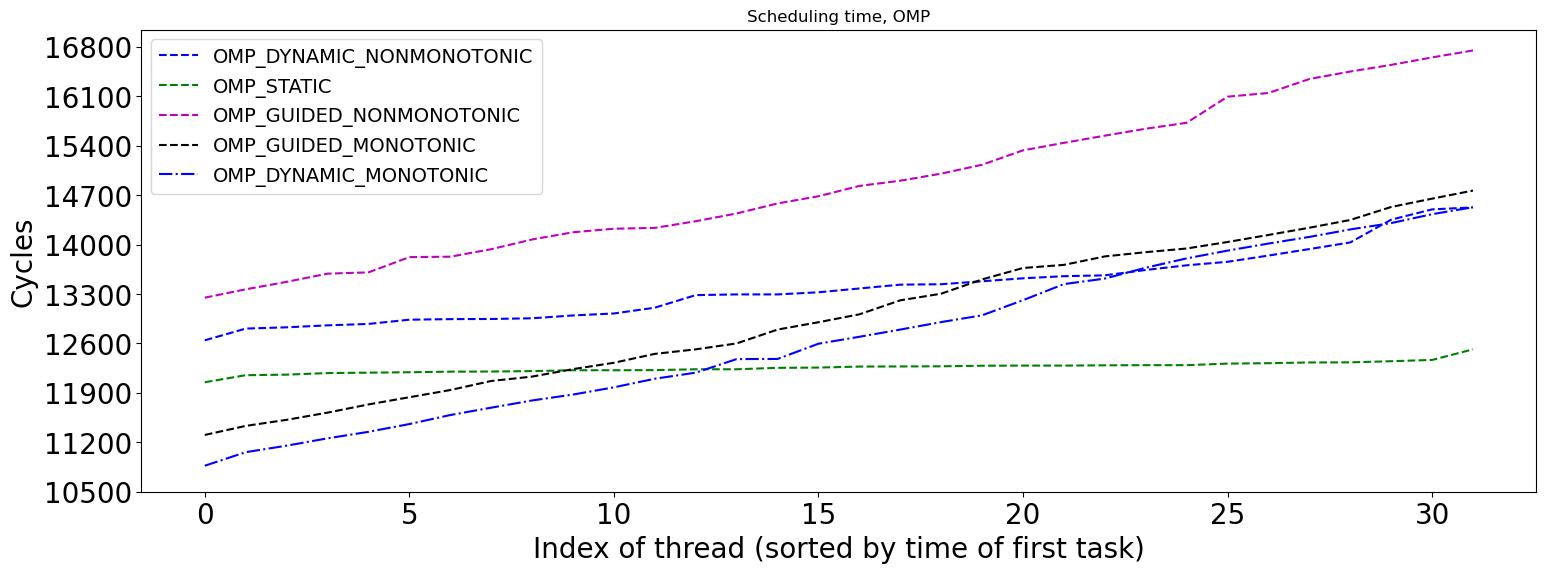 Scheduling time, OMP
OMP_DYNAMIC_NONMONOTONIC
OMP_STATIC
OMP_GUIDED_NONMONOTONIC
OMP_GUIDED_MONOTONIC
OMP_DYNAMIC_MONOTONIC
Cycles
16800
16100
15400
14700
14000
13300
12600
11900
11200
10500
0 5 10 15 20 25 30
Index of thread (sorted by time of first task)